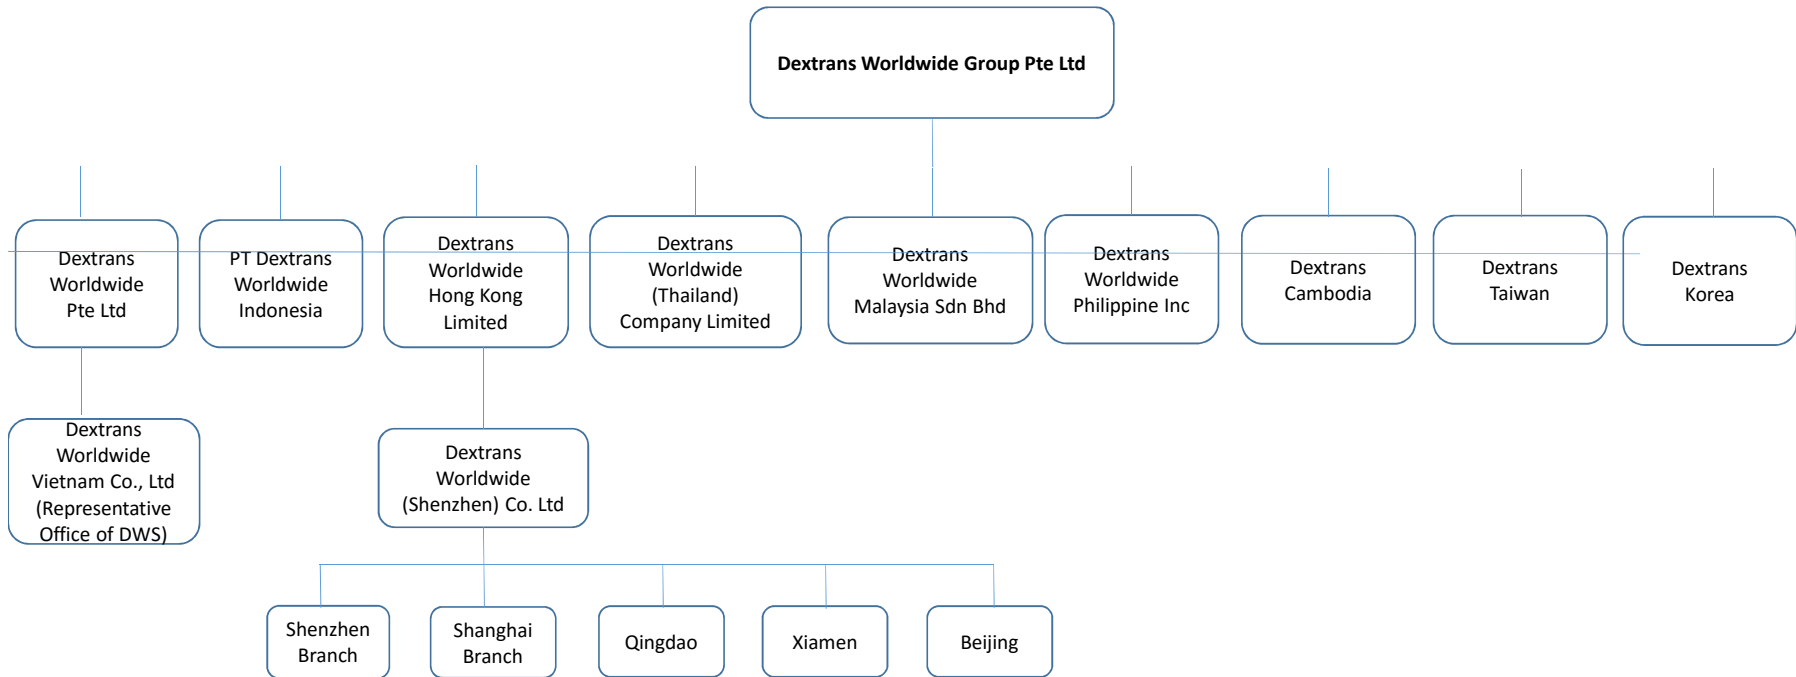 Dextrans Worldwide Group Pte Ltd
Dextrans
Worldwide
Pte Ltd
PT Dextrans
Worldwide
Indonesia
Dextrans
Worldwide
Hong Kong
Limited
Dextrans
Worldwide
(Thailand)
Company Limited
Dextrans
Worldwide
Malaysia Sdn Bhd
Dextrans
Worldwide
Philippine Inc
Dextrans
Cambodia
Dextrans
Taiwan
Dextrans
Korea
Dextrans
Worldwide
Vietnam Co., Ltd
(Representative
Office of DWS)
Dextrans
Worldwide
(Shenzhen) Co. Ltd
Shenzhen
Branch
Shanghai
Branch
Qingdao
Xiamen
Beijing